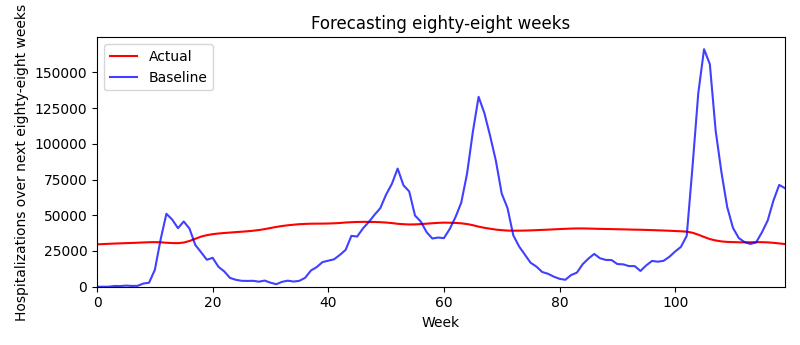 Forecasting eighty-eight weeks
Hospitalizations over next eighty-eight weeks
Actual
Baseline
150000
125000
100000
75000
50000
25000
0
0 20 40 60 80 100
Week